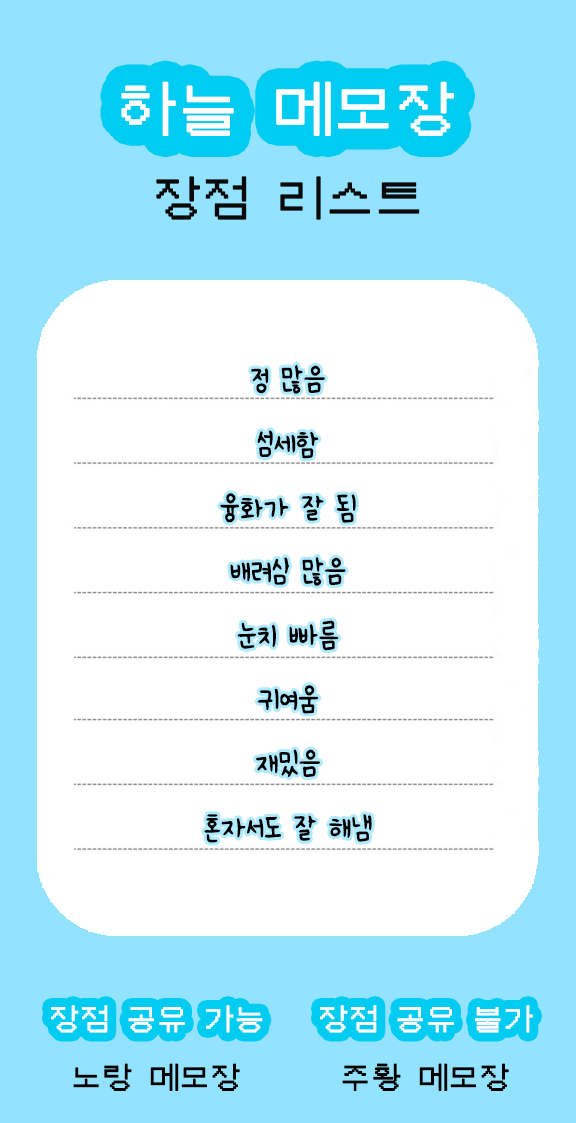 하늘 메모장
장점 리스트
정 많음
섬세함
융화가 잘 됨
배려심 많음
눈치 빠름
귀여움
재밌음
혼자서도 잘 해냄
장점 공유 가능 장점 공유 불가
노랑 메모장 주황 메모장